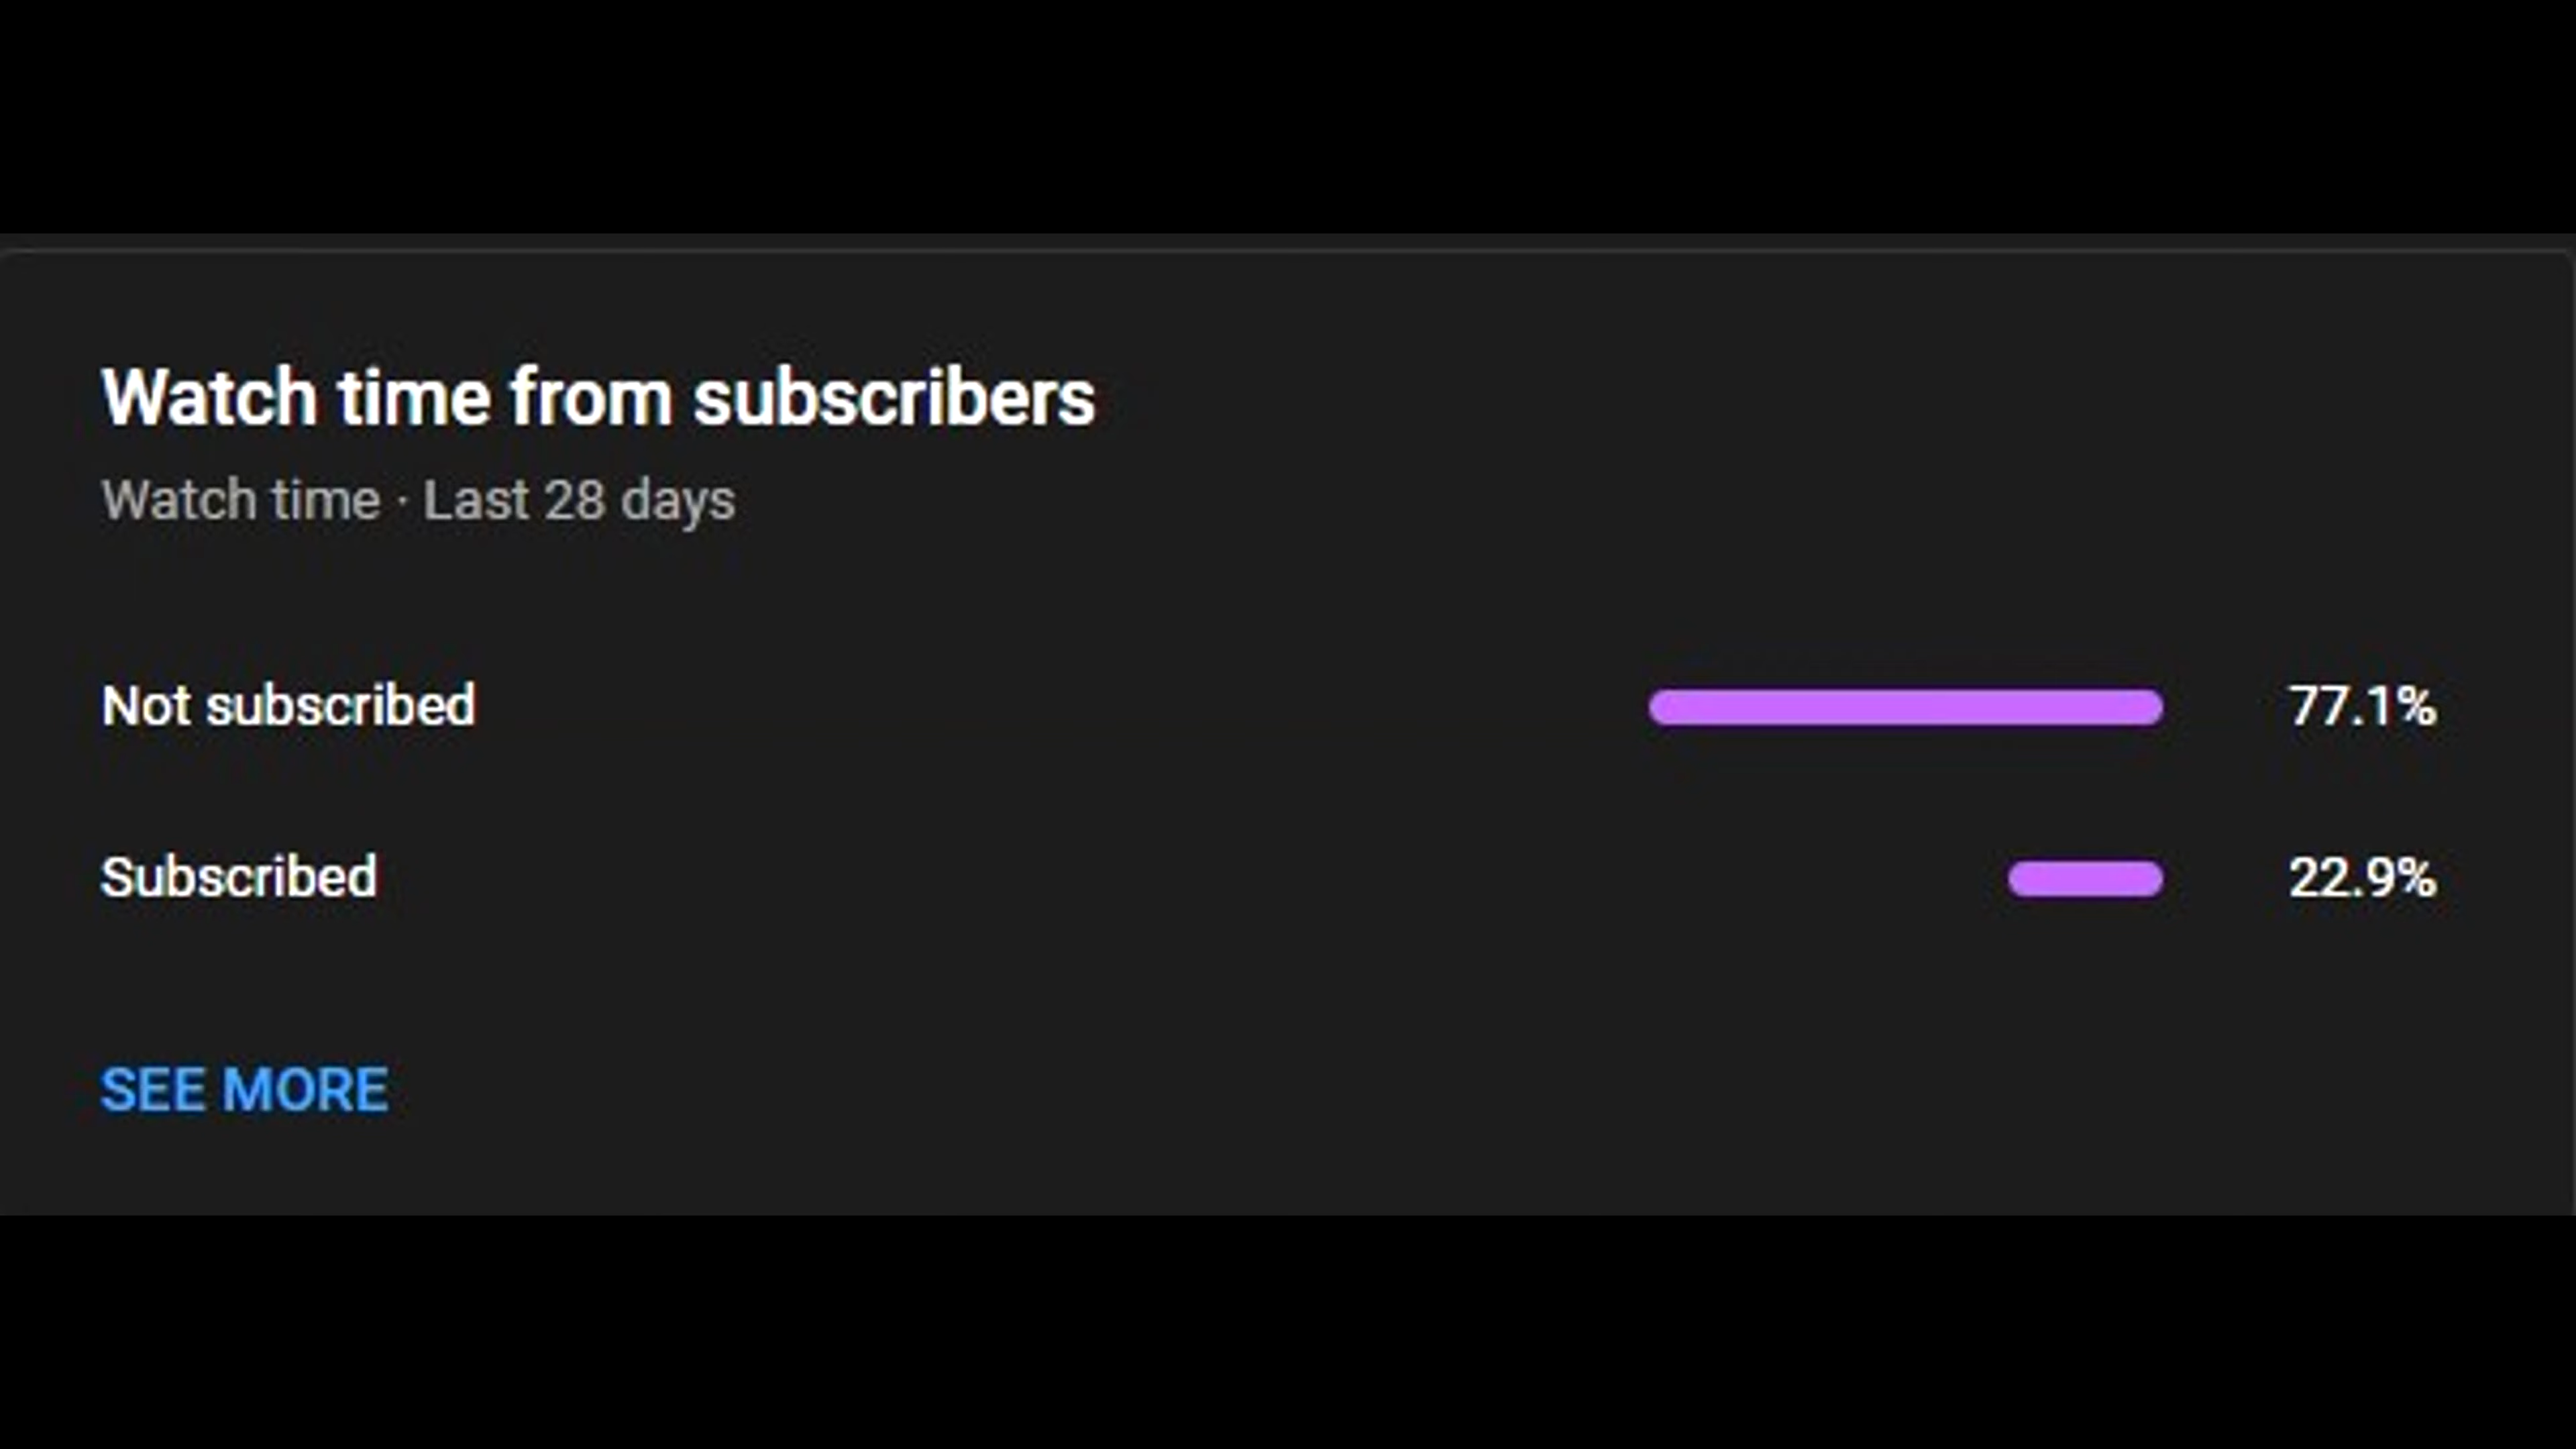 Watch time from subscribers
Watch time · Last 28 days
Not subscribed 77.1%
Subscribed 22.9%
SEE MORE